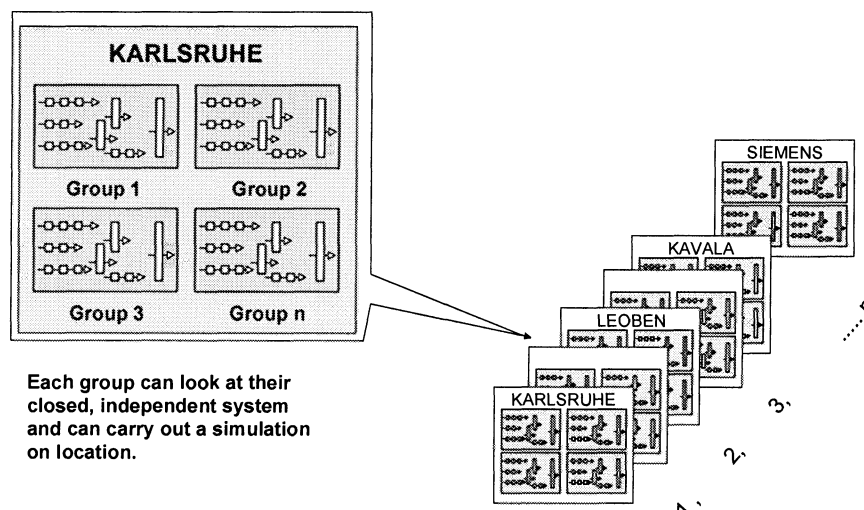 KARLSRUHE
Group 1
Group 2
Group 3
Group n
Each group can look at their
closed, independent system
and can carry out a simulation
on location.
SIEMENS
KAVALA
LEOBEN
KARLSRUHE
2,
3,